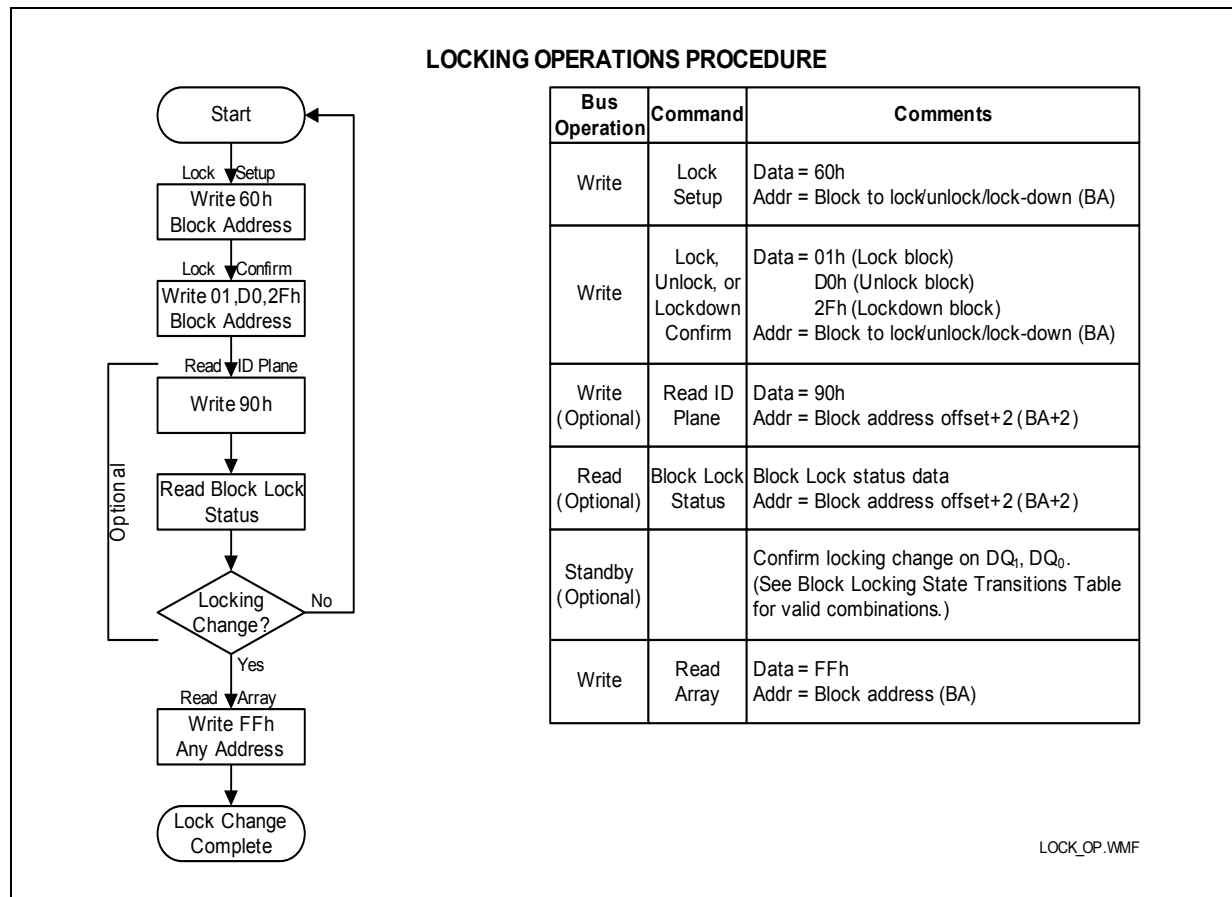 LOCKING OPERATIONS PROCEDURE
Start
Lock Setup
Write 60h
Block Address
Lock Confirm
Write 01,D0,2Fh
Block Address
Read ID Plane
Write 90h
Optional
Read Block Lock
Status
Locking
Change?
No
Yes
Read Array
Write FFh
Any Address
Lock Change
Complete
Bus
Operation
Command
Comments
Write
Lock
Setup
Data = 60h
Addr = Block to lock/unlock/lock-down (BA)
Write
Lock,
Unlock, or
Lockdown
Confirm
Data = 01h (Lock block)
D0h (Unlock block)
2Fh (Lockdown block)
Addr = Block to lock/unlock/lock-down (BA)
Write
(Optional)
Read ID
Plane
Data = 90h
Addr = Block address offset+2 (BA+2)
Read
(Optional)
Block Lock
Status
Block Lock status data
Addr = Block address offset+2 (BA+2)
Standby
(Optional)
Confirm locking change on DQ₁, DQ₀.
(See Block Locking State Transitions Table
for valid combinations.)
Write
Read
Array
Data = FFh
Addr = Block address (BA)
LOCK_OP.WMF